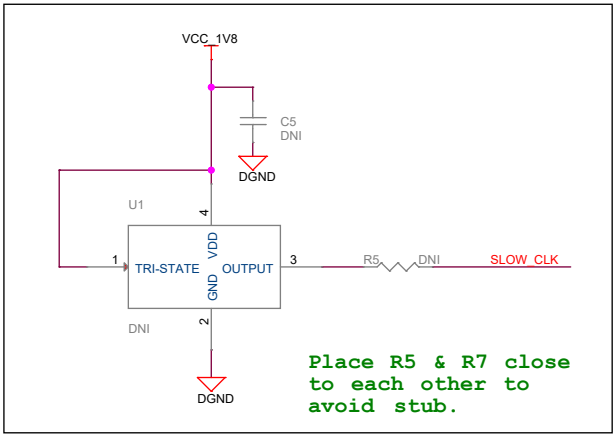 VCC_1V8
C5
DNI
DGND
U1
4
1
TRI-STATE
VDD
GND
OUTPUT
3
R5
DNI
SLOW_CLK
DNI
2
DGND
Place R5 & R7 close
to each other to
avoid stub.